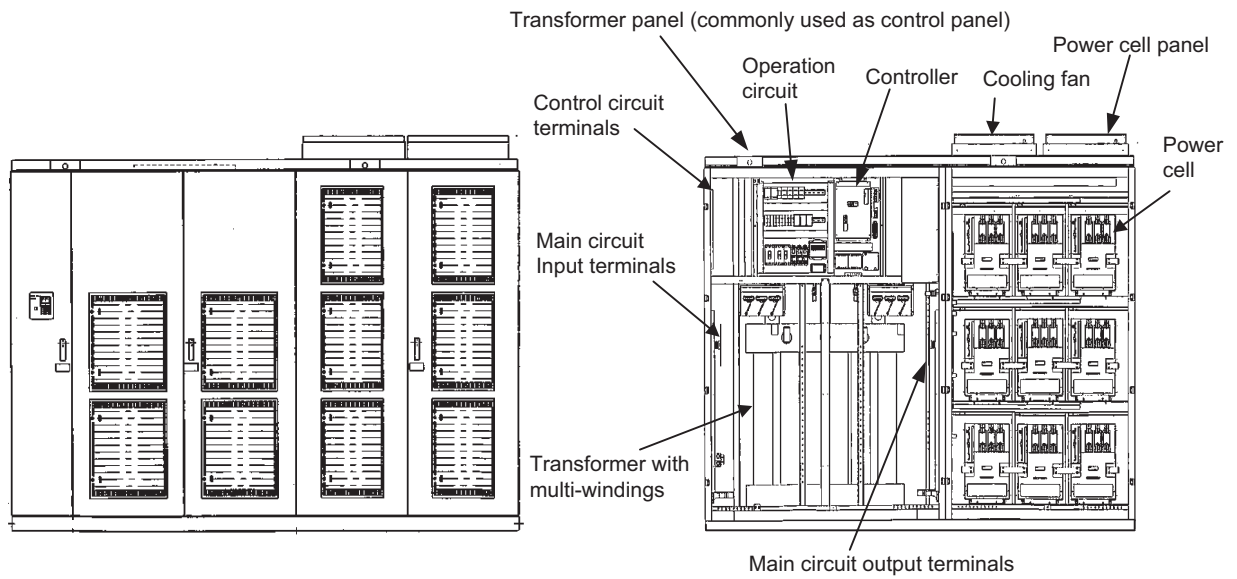 Transformer panel (commonly used as control panel)
Power cell panel
Operation
circuit
Controller
Cooling fan
Control circuit
terminals
Power
cell
Main circuit
Input terminals
Transformer with
multi-windings
Main circuit output terminals